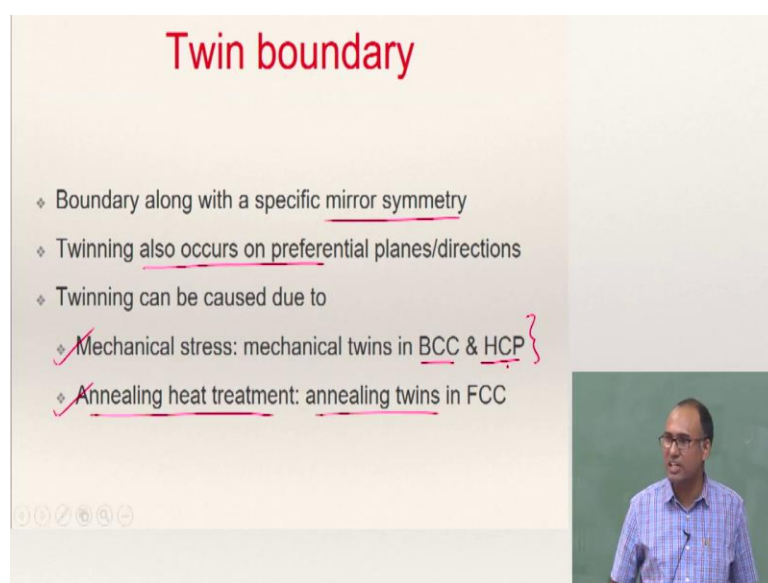 Twin boundary
Boundary along with a specific mirror symmetry
Twinning also occurs on preferential planes/directions
Twinning can be caused due to
Mechanical stress: mechanical twins in BCC & HCP
Annealing heat treatment: annealing twins in FCC